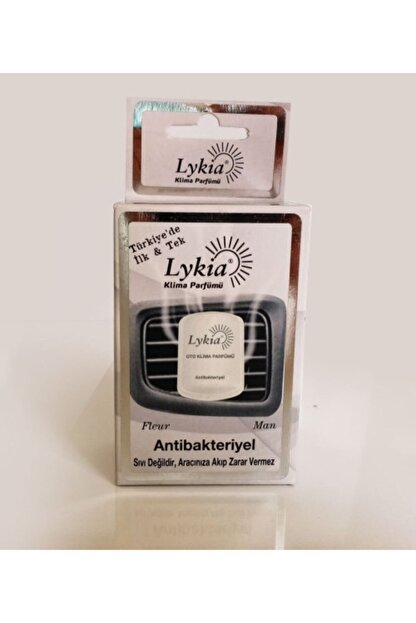 Lykia®
Klima Parfümü
Türkiye'de
İlk & Tek
Lykia®
Klima Parfümü
Lykia
OTO KLİMA PARFÜMÜ
Antibakteriyel
Fleur
Man
Antibakteriyel
Sıvı Değildir, Aracınıza Akıp Zarar Vermez